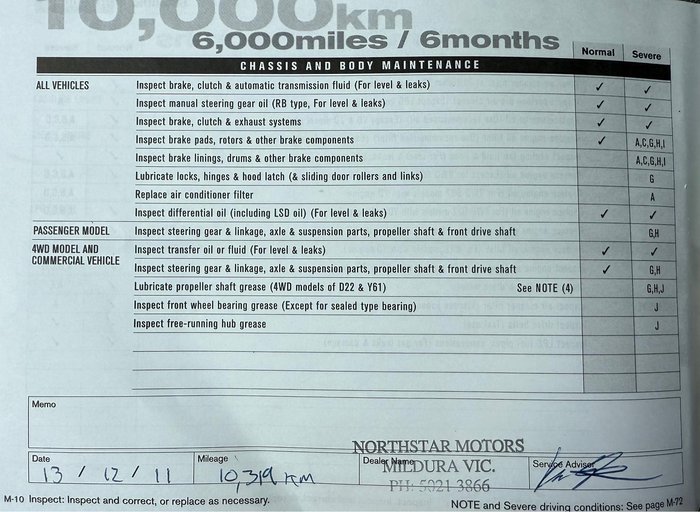 10,000km
6,000miles / 6months
Normal Severe
CHASSIS AND BODY MAINTENANCE
ALL VEHICLES Inspect brake, clutch & automatic transmission fluid (For level & leaks) ✓ ✓
Inspect manual steering gear oil (RB type, For level & leaks) ✓ ✓
Inspect brake, clutch & exhaust systems ✓ ✓
Inspect brake pads, rotors & other brake components ✓ A,C,G,H,I
Inspect brake linings, drums & other brake components A,C,G,H,I
Lubricate locks, hinges & hood latch (& sliding door rollers and links) G
Replace air conditioner filter A
Inspect differential oil (including LSD oil) (For level & leaks) ✓ ✓
PASSENGER MODEL Inspect steering gear & linkage, axle & suspension parts, propeller shaft & front drive shaft G,H
4WD MODEL AND Inspect transfer oil or fluid (For level & leaks) ✓ ✓
COMMERCIAL VEHICLE Inspect steering gear & linkage, axle & suspension parts, propeller shaft & front drive shaft ✓ G,H
Lubricate propeller shaft grease (4WD models of D22 & Y61) See NOTE (4) G,H,J
Inspect front wheel bearing grease (Except for sealed type bearing) J
Inspect free-running hub grease J
Memo
NORTHSTAR MOTORS
Date Mileage Dealer Name MILDURA VIC. Service Advisor
13 / 12 / 11 10,319 km PH: 5021 3866
M-10 Inspect: Inspect and correct, or replace as necessary. NOTE and Severe driving conditions: See page M-72